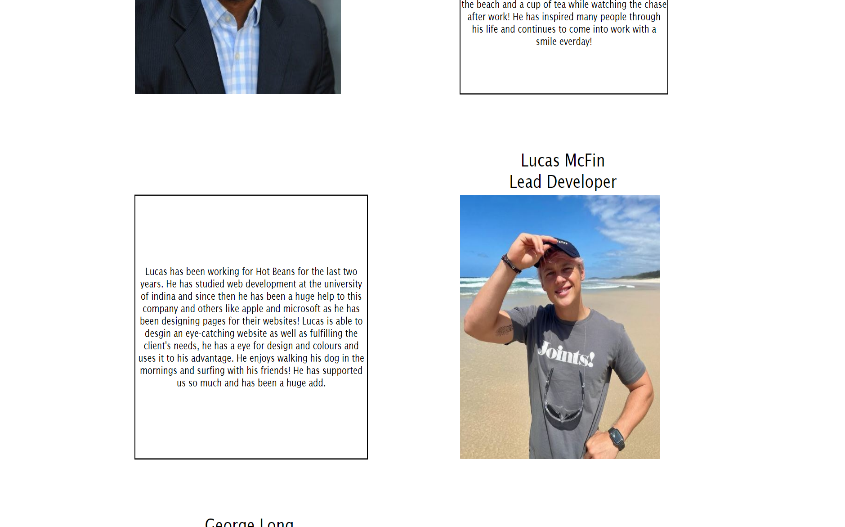 the beach and a cup of tea while watching the chase
after work! He has inspired many people through
his life and continues to come into work with a
smile everday!
Lucas McFin
Lead Developer
Lucas has been working for Hot Beans for the last two
years. He has studied web development at the university
of indina and since then he has been a huge help to this
company and others like apple and microsoft as he has
been designing pages for their websites! Lucas is able to
desgin an eye-catching website as well as fulfilling the
client's needs, he has a eye for design and colours and
uses it to his advantage. He enjoys walking his dog in the
mornings and surfing with his friends! He has supported
us so much and has been a huge add.
Joints!
George Long